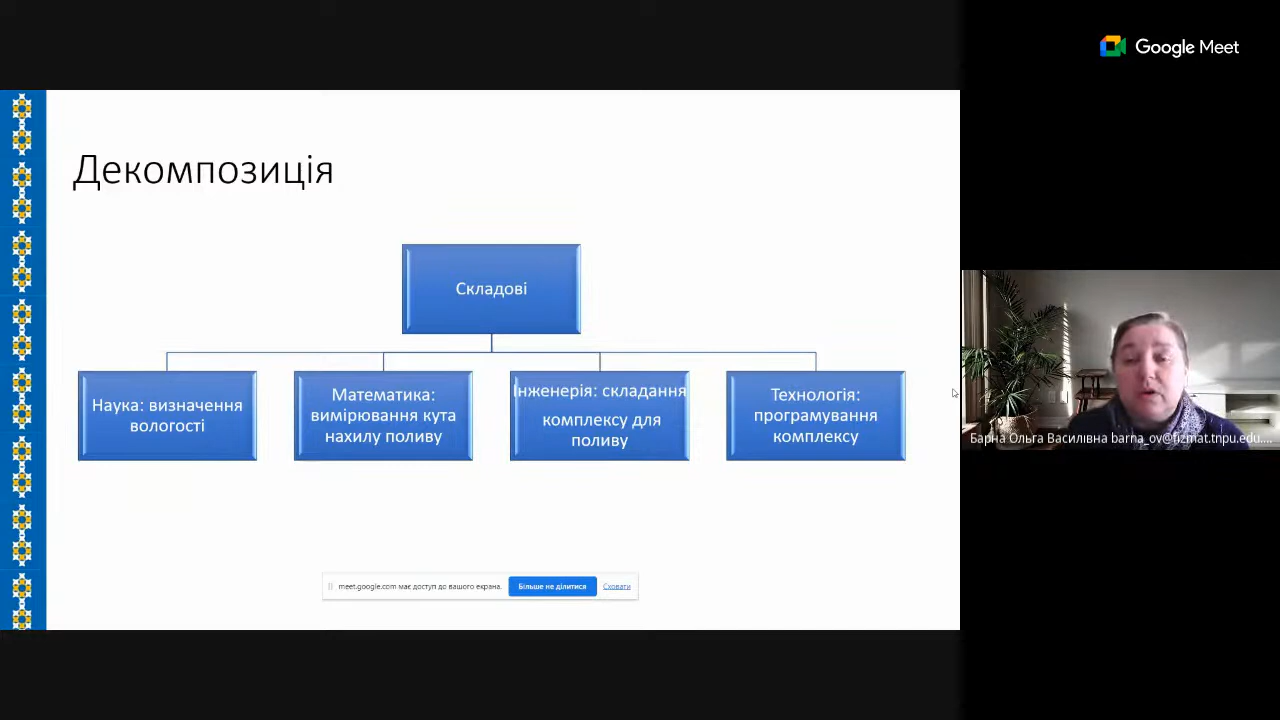 Google Meet
Декомпозиція
Складові
Наука: визначення
вологості
Математика:
вимірювання кута
нахилу поливу
Інженерія: складання
комплексу для
поливу
Технологія:
програмування
комплексу
Барна Ольга Василівна barna_ov@fizmat.tnpu.edu....
meet.google.com має доступ до вашого екрана.
Більше не ділитися
Сховати